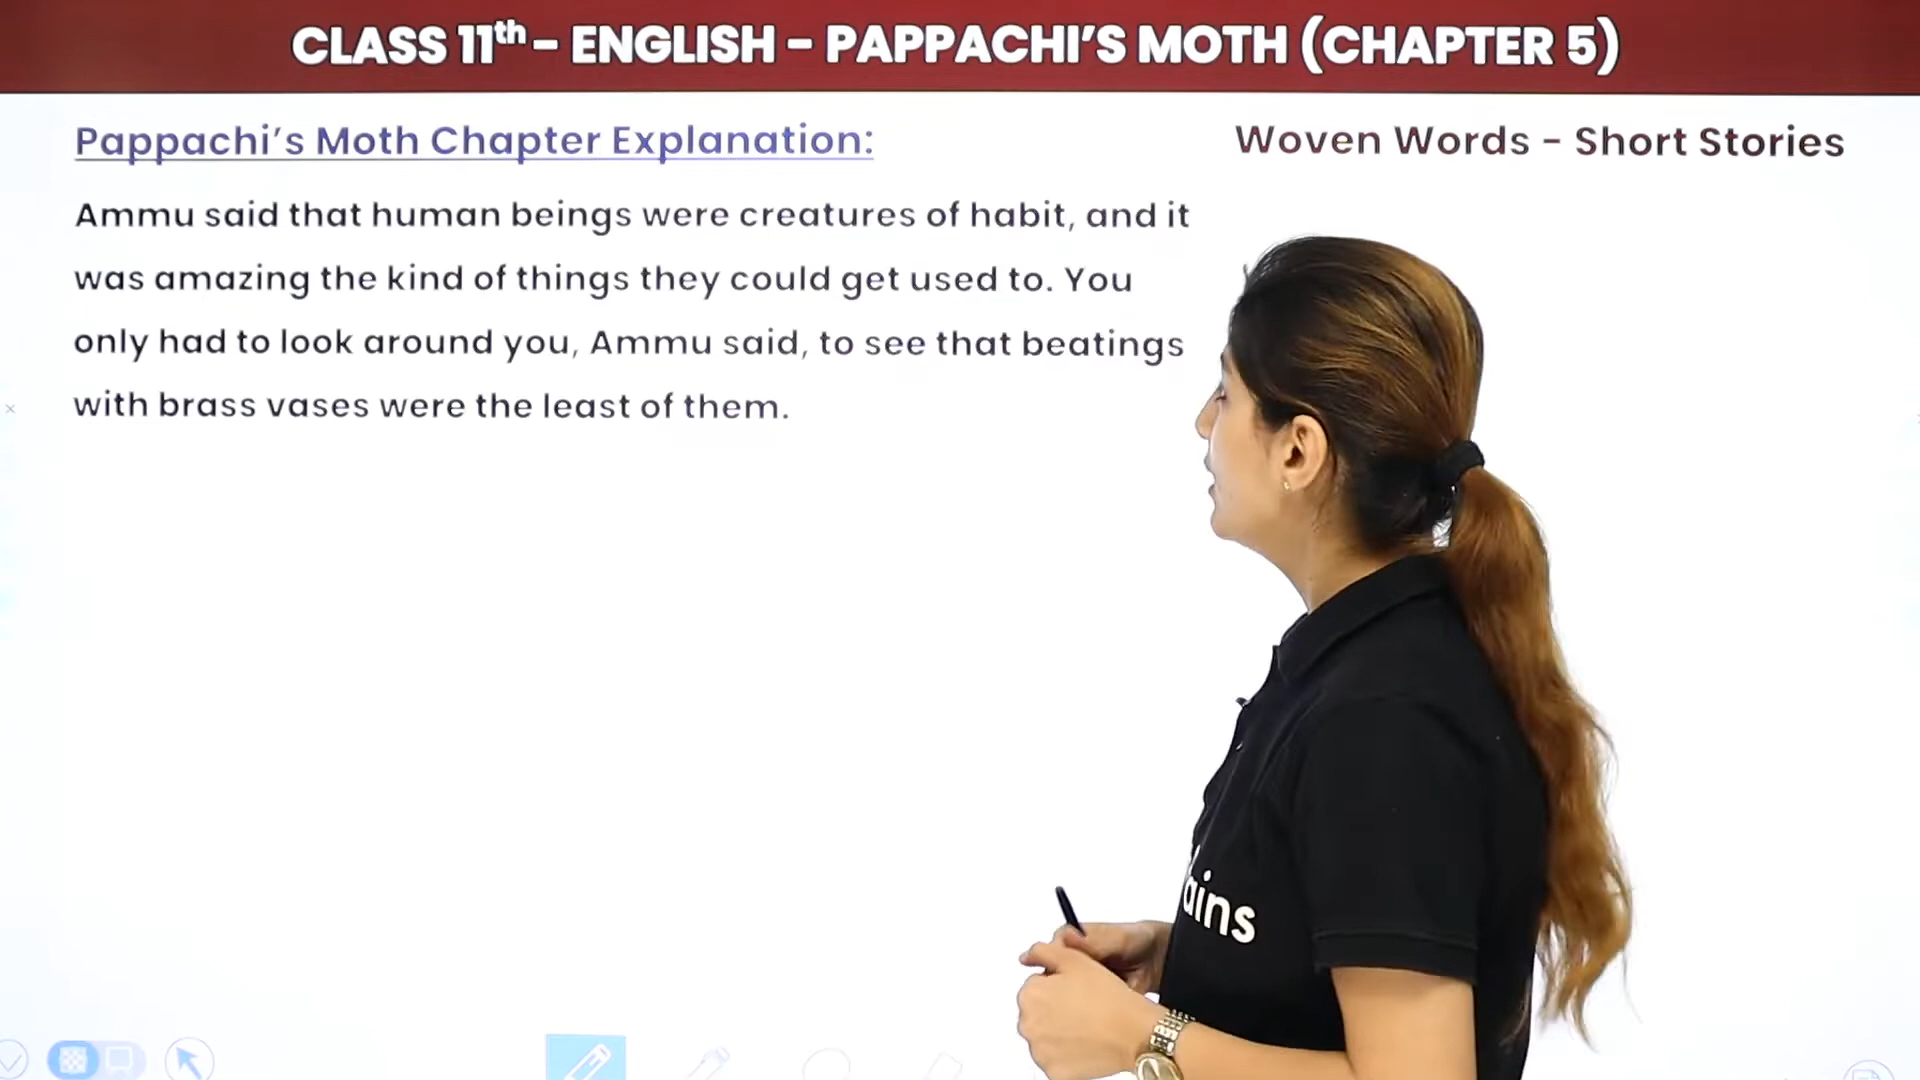 CLASS 11th – ENGLISH – PAPPACHI’S MOTH (CHAPTER 5)
Pappachi’s Moth Chapter Explanation:
Woven Words – Short Stories
Ammu said that human beings were creatures of habit, and it
was amazing the kind of things they could get used to. You
only had to look around you, Ammu said, to see that beatings
with brass vases were the least of them.
ains